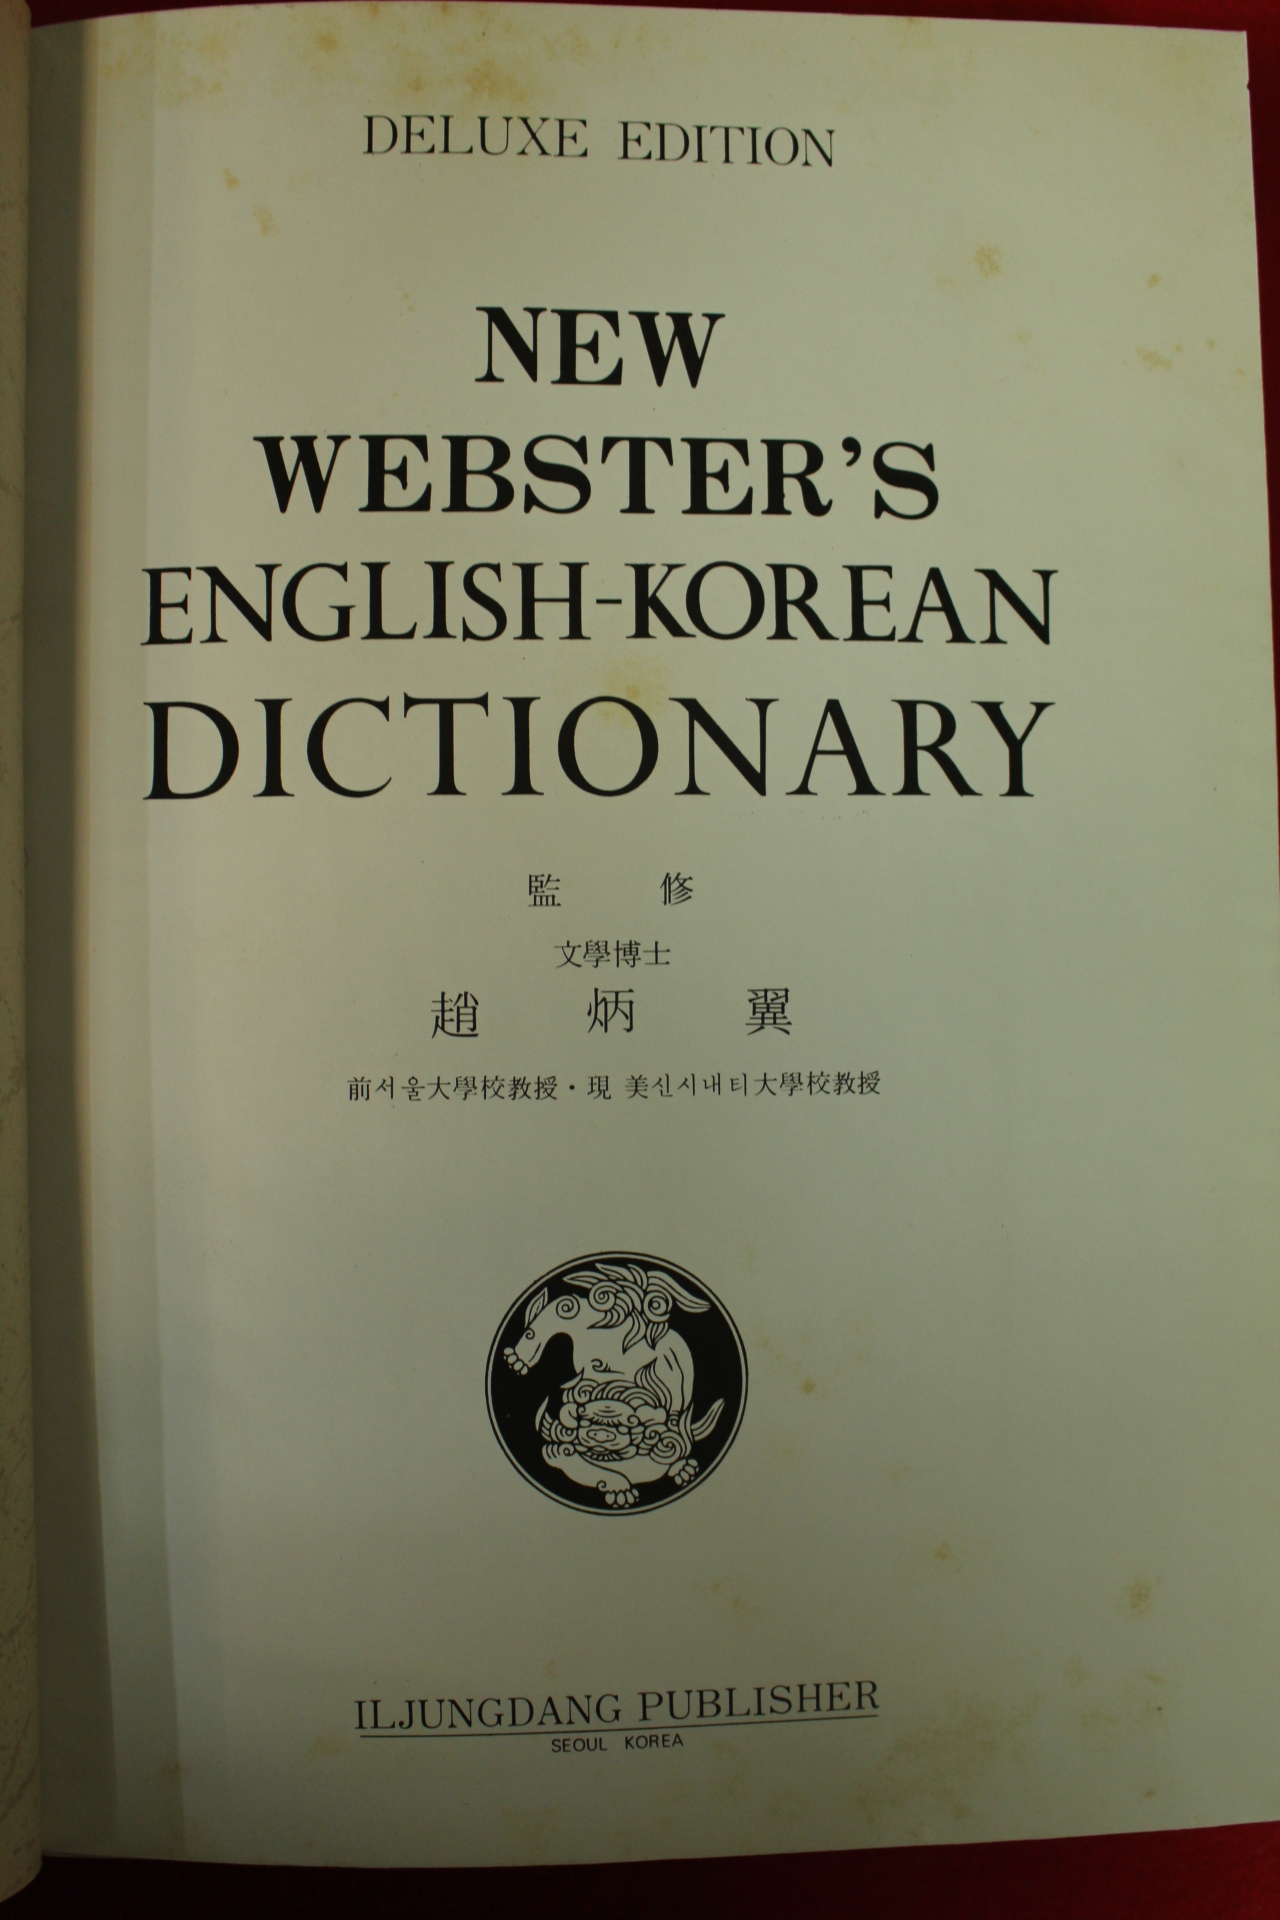 DELUXE EDITION
NEW
WEBSTER'S
ENGLISH-KOREAN
DICTIONARY
監 修
文學博士
趙 炳 翼
前서울大學校教授・現 美신시내티大學校教授
ILJUNGDANG PUBLISHER
SEOUL KOREA